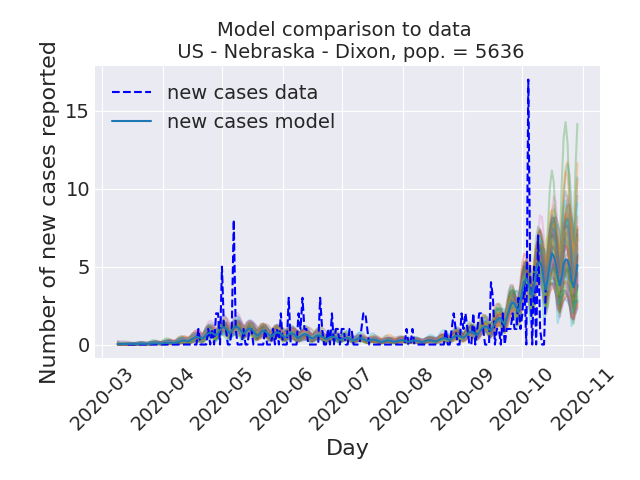 Model comparison to data
US - Nebraska - Dixon, pop. = 5636
Number of new cases reported
new cases data
new cases model
15
10
5
0
2020-03
2020-04
2020-05
2020-06
2020-07
2020-08
2020-09
2020-10
2020-11
Day